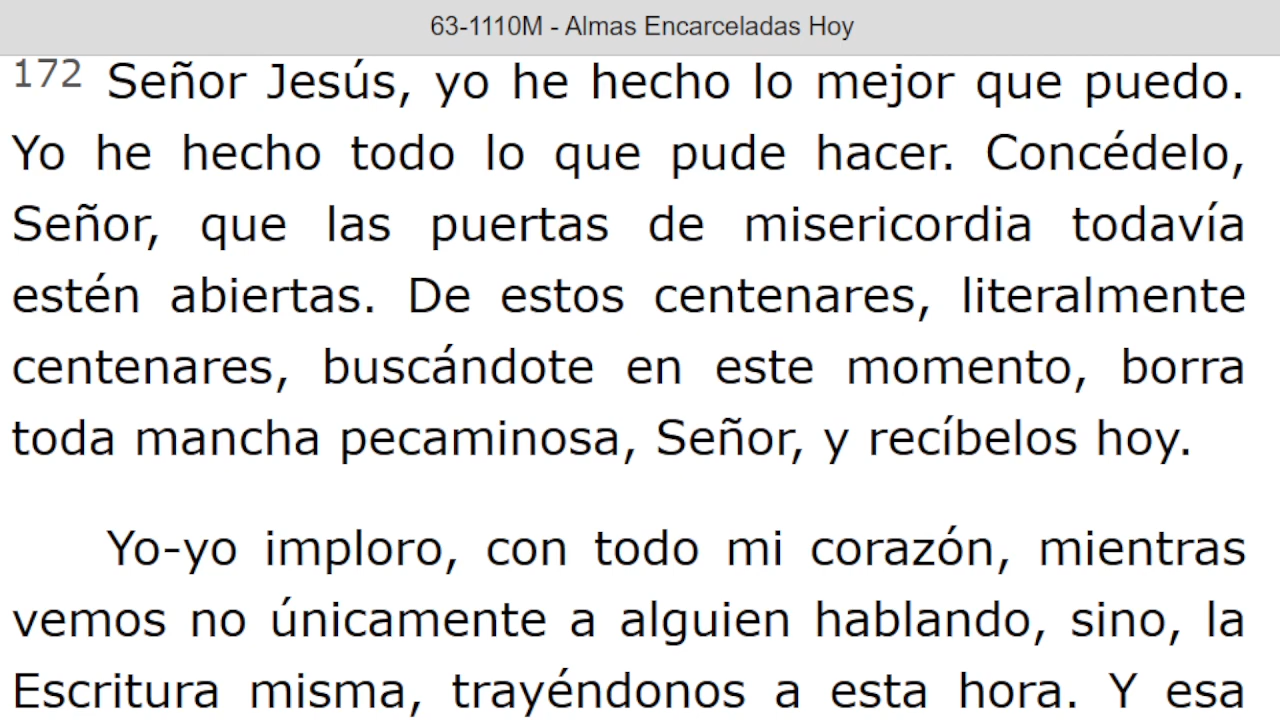 63-1110M - Almas Encarceladas Hoy
172 Señor Jesús, yo he hecho lo mejor que puedo.
Yo he hecho todo lo que pude hacer. Concédelo,
Señor, que las puertas de misericordia todavía
estén abiertas. De estos centenares, literalmente
centenares, buscándote en este momento, borra
toda mancha pecaminosa, Señor, y recíbelos hoy.
Yo-yo imploro, con todo mi corazón, mientras
vemos no únicamente a alguien hablando, sino, la
Escritura misma, trayéndonos a esta hora. Y esa